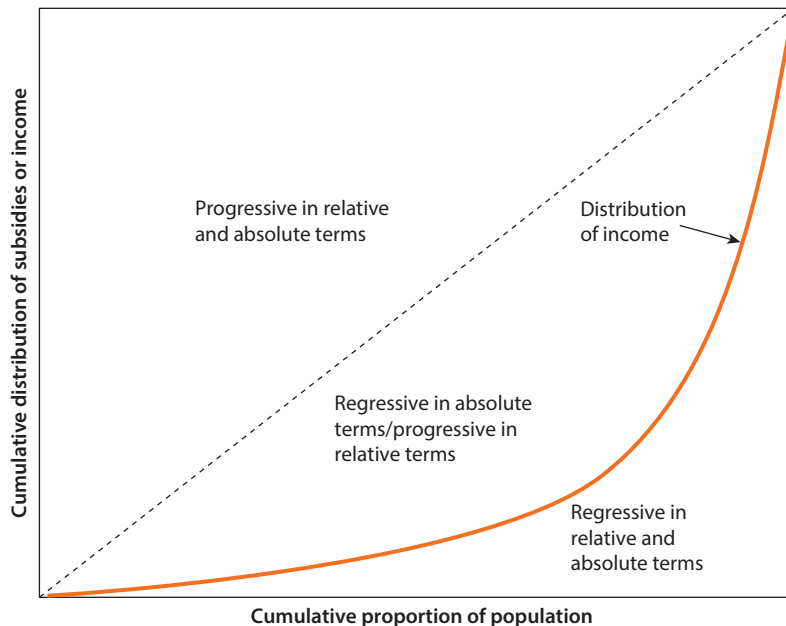 Cumulative distribution of subsidies or income
Progressive in relative
and absolute terms
Distribution
of income
Regressive in absolute
terms/progressive in
relative terms
Regressive in
relative and
absolute terms
Cumulative proportion of population